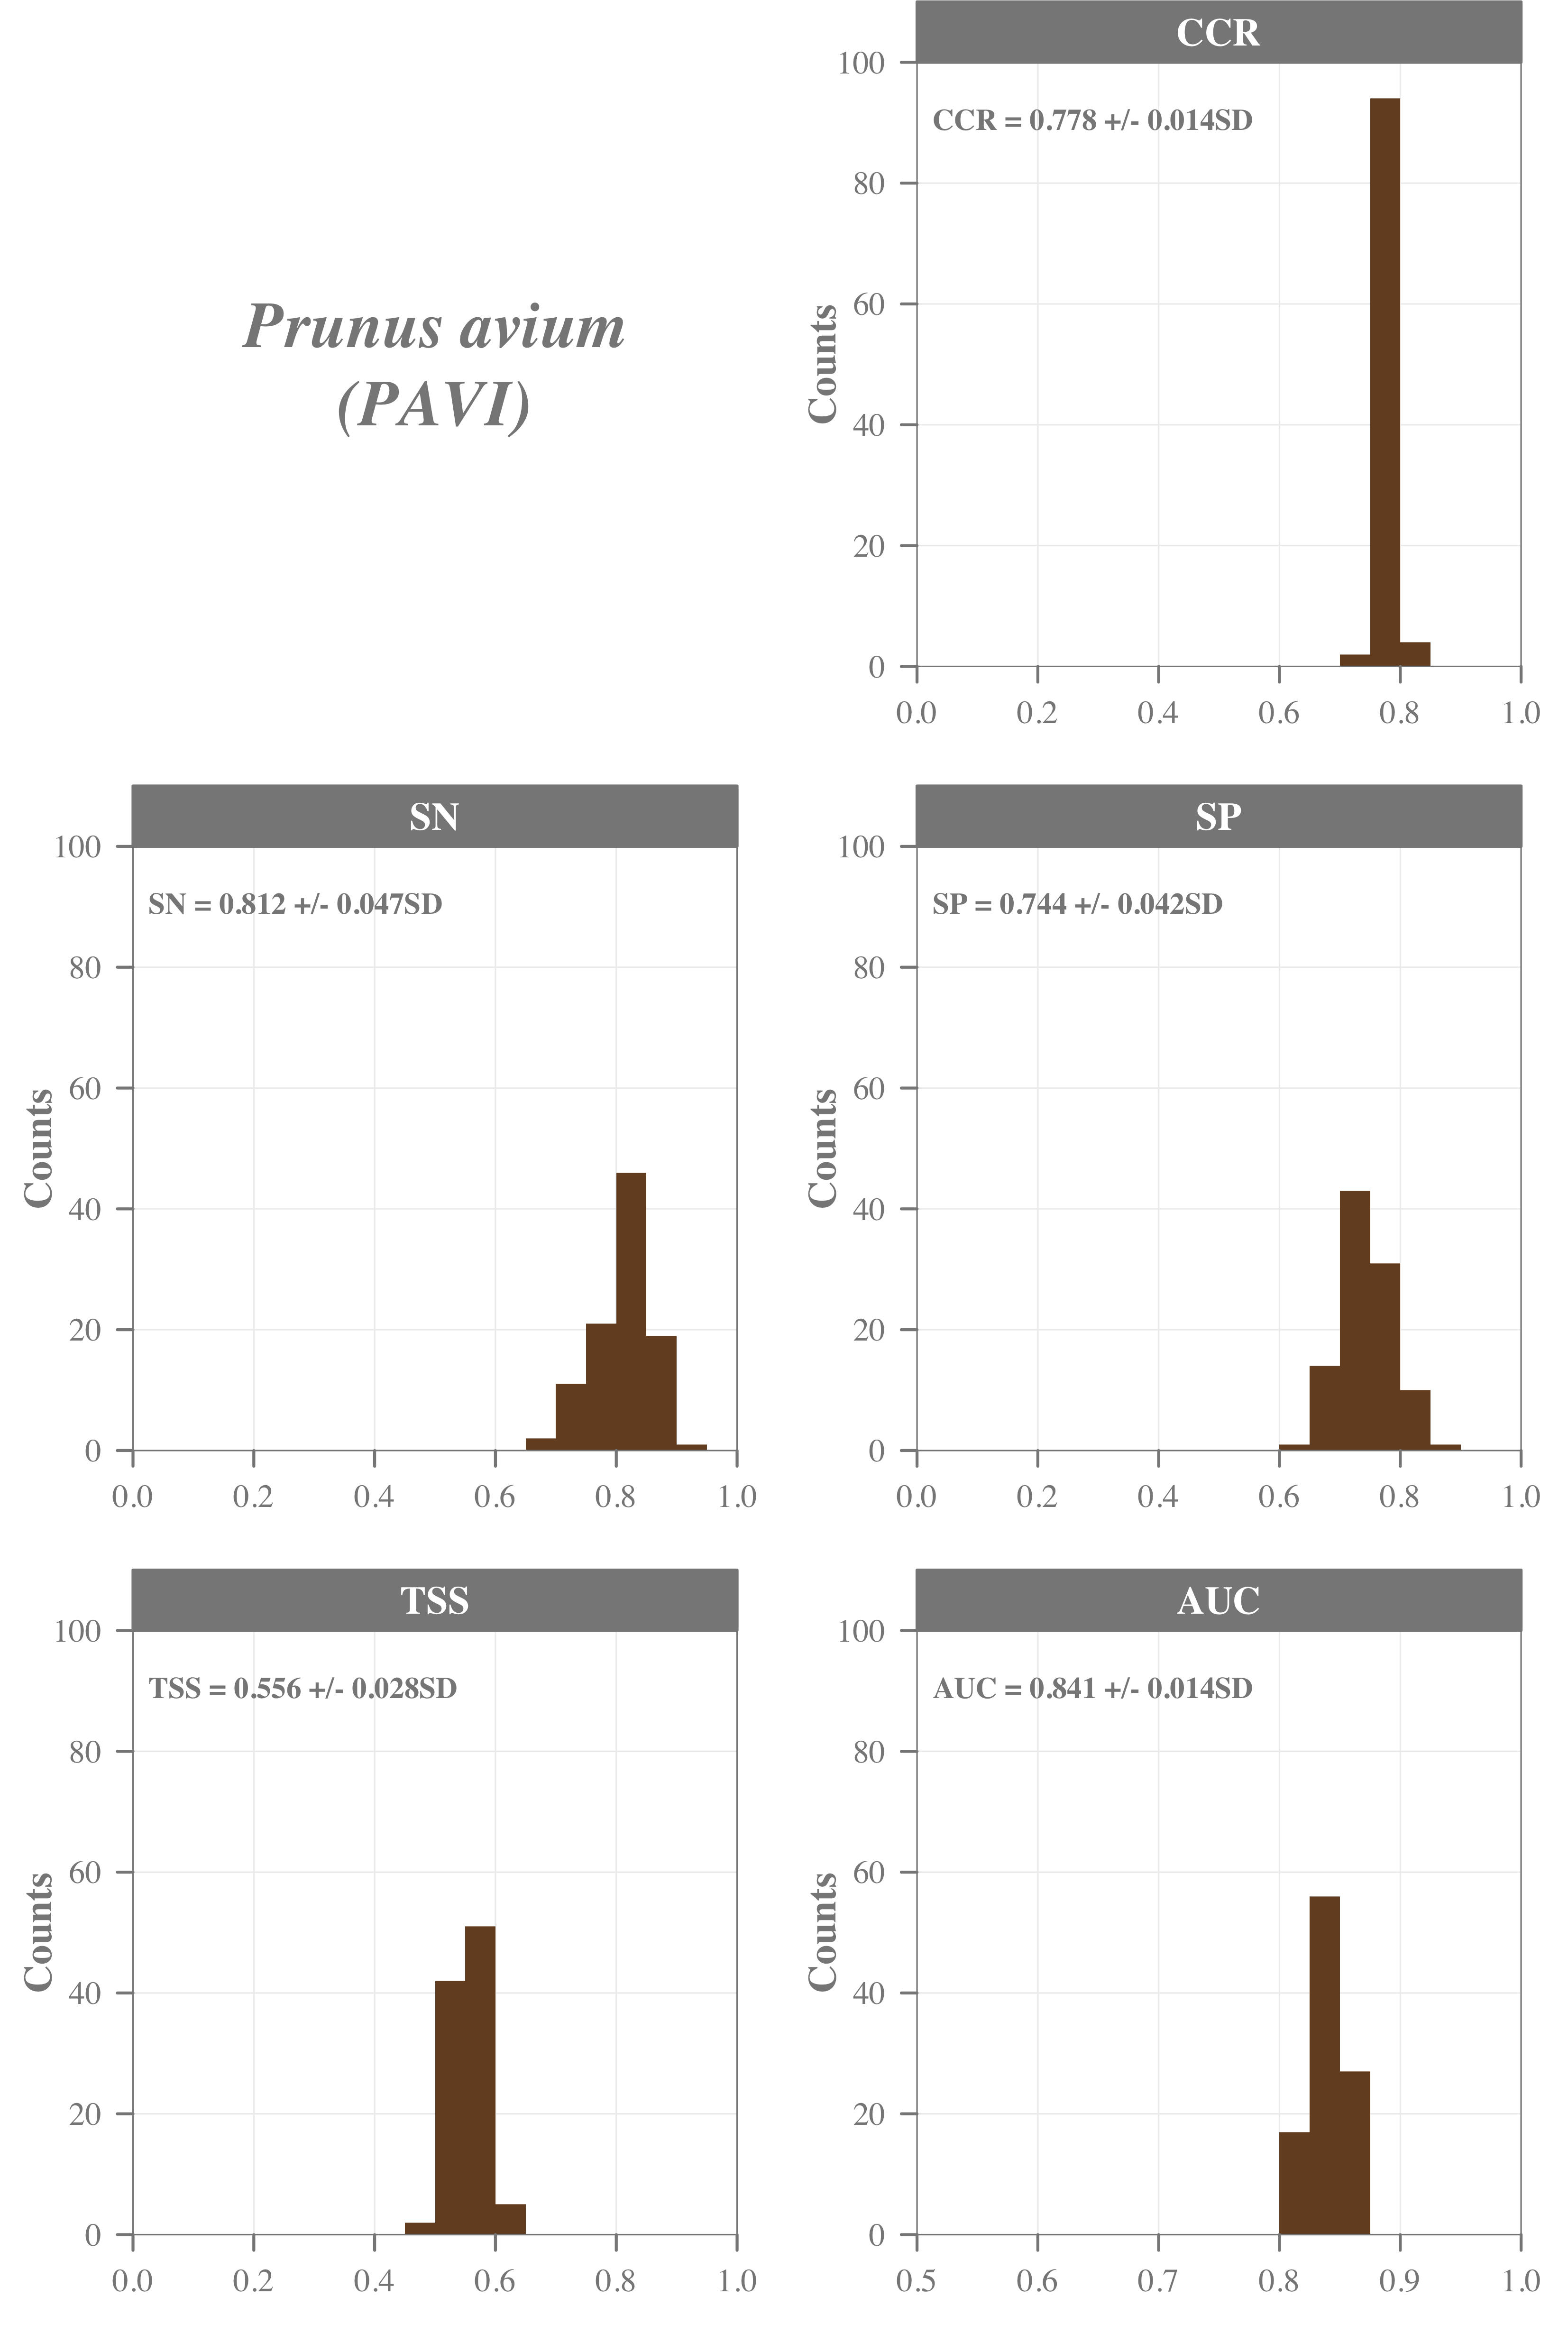 Prunus avium
(PAVI)
CCR
CCR = 0.778 +/- 0.014SD
Counts
100
80
60
40
20
0
0.0 0.2 0.4 0.6 0.8 1.0
SN
SN = 0.812 +/- 0.047SD
Counts
100
80
60
40
20
0
0.0 0.2 0.4 0.6 0.8 1.0
SP
SP = 0.744 +/- 0.042SD
Counts
100
80
60
40
20
0
0.0 0.2 0.4 0.6 0.8 1.0
TSS
TSS = 0.556 +/- 0.028SD
Counts
100
80
60
40
20
0
0.0 0.2 0.4 0.6 0.8 1.0
AUC
AUC = 0.841 +/- 0.014SD
Counts
100
80
60
40
20
0
0.5 0.6 0.7 0.8 0.9 1.0